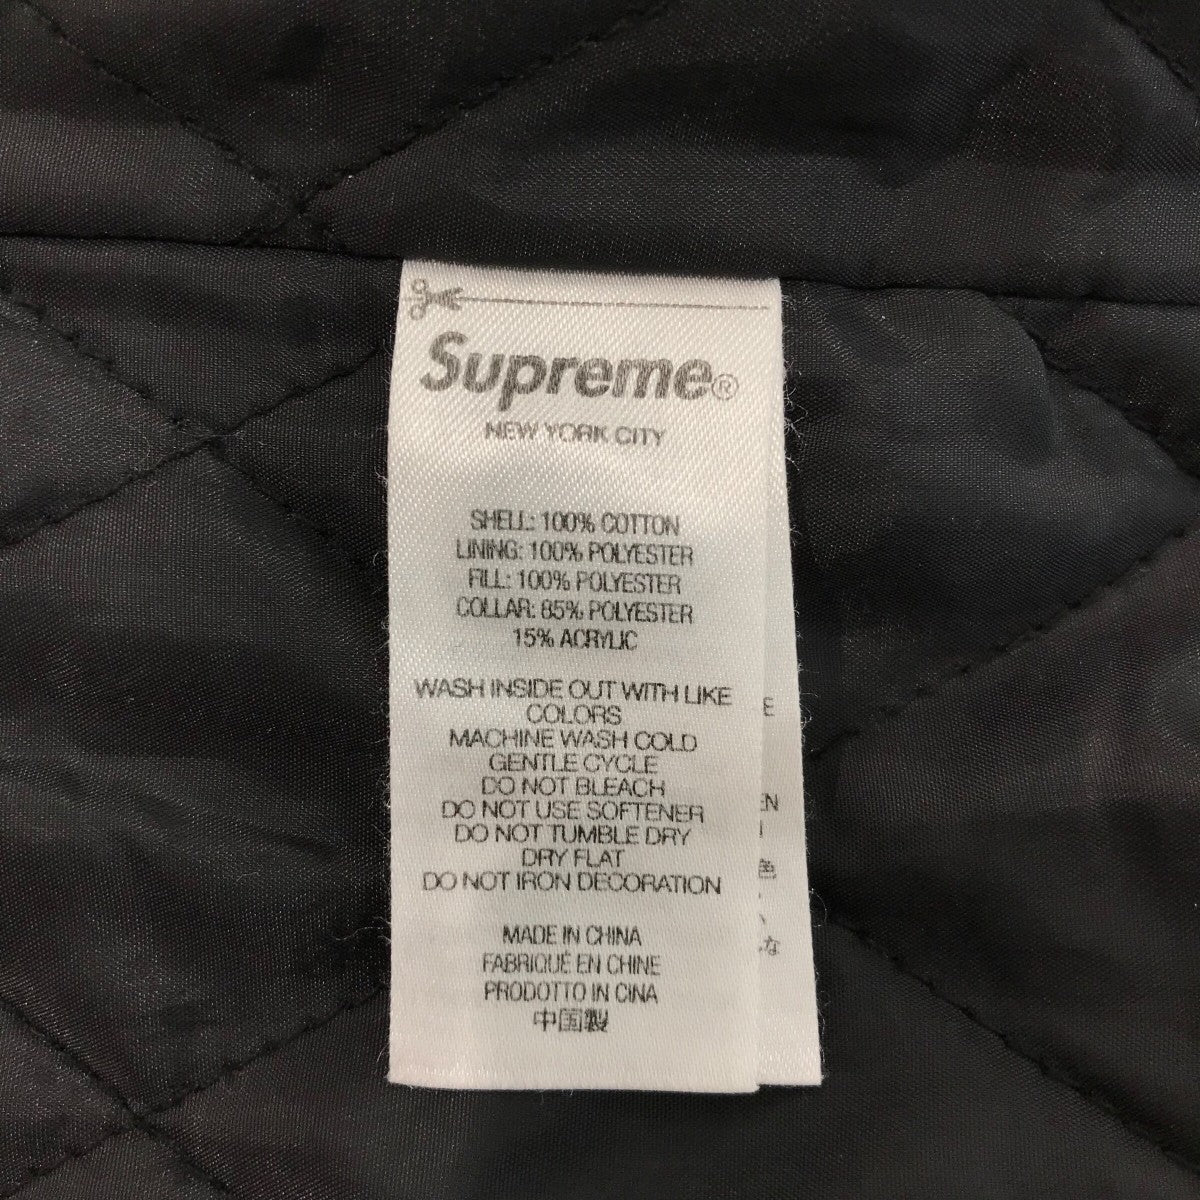 Supreme®
NEW YORK CITY
SHELL: 100% COTTON
LINING: 100% POLYESTER
FILL: 100% POLYESTER
COLLAR: 85% POLYESTER
15% ACRYLIC
WASH INSIDE OUT WITH LIKE
COLORS
MACHINE WASH COLD
GENTLE CYCLE
DO NOT BLEACH
DO NOT USE SOFTENER
DO NOT TUMBLE DRY
DRY FLAT
DO NOT IRON DECORATION
MADE IN CHINA
FABRIQUÉ EN CHINE
PRODOTTO IN CINA
中国製
E
EN
色
な